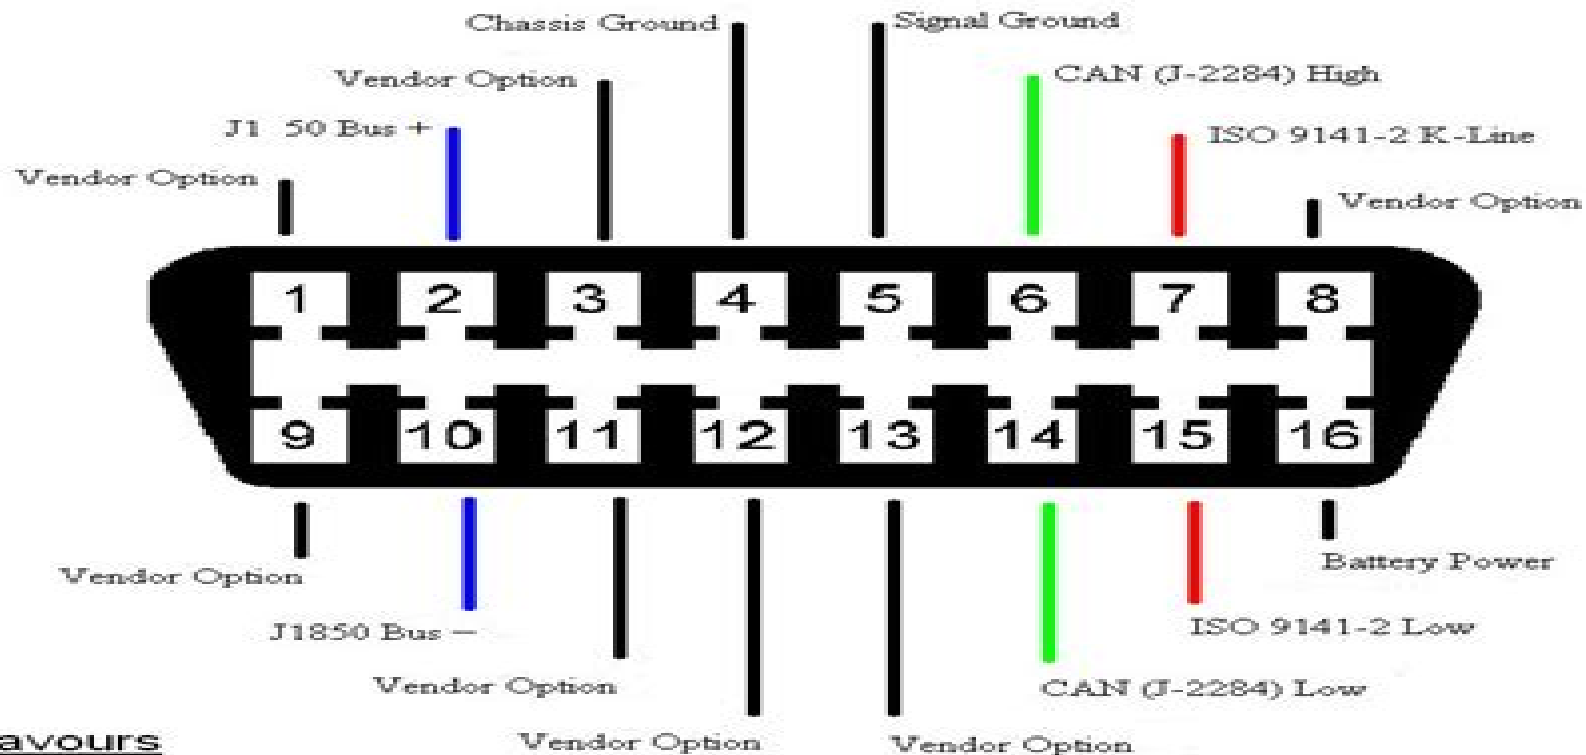 Chassis Ground
Signal Ground
Vendor Option
CAN (J-2284) High
J1 50 Bus +
ISO 9141-2 K-Line
Vendor Option
Vendor Option
1 2 3 4 5 6 7 8
9 10 11 12 13 14 15 16
Vendor Option
Battery Power
J1850 Bus –
ISO 9141-2 Low
Vendor Option
CAN (J-2284) Low
Vendor Option
Vendor Option
avours